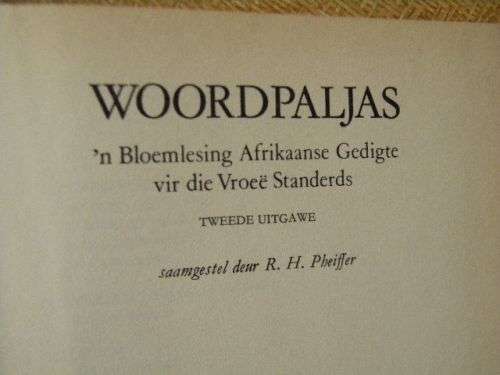 WOORDPALJAS
'n Bloemlesing Afrikaanse Gedigte
vir die Vroeë Standerds
TWEEDE UITGAWE
saamgestel deur R. H. Pheiffer